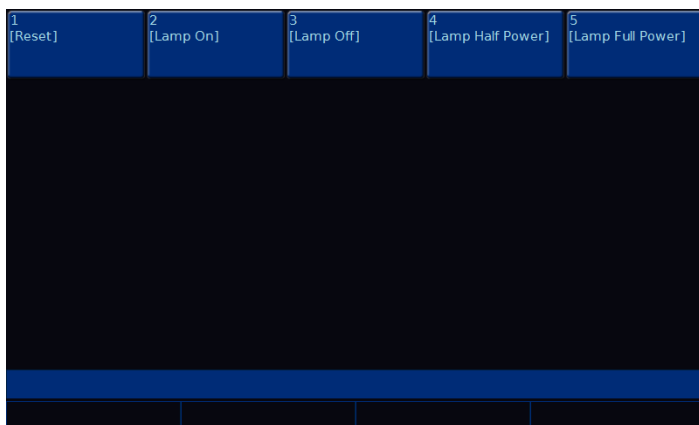 1
[Reset]
2
[Lamp On]
3
[Lamp Off]
4
[Lamp Half Power]
5
[Lamp Full Power]